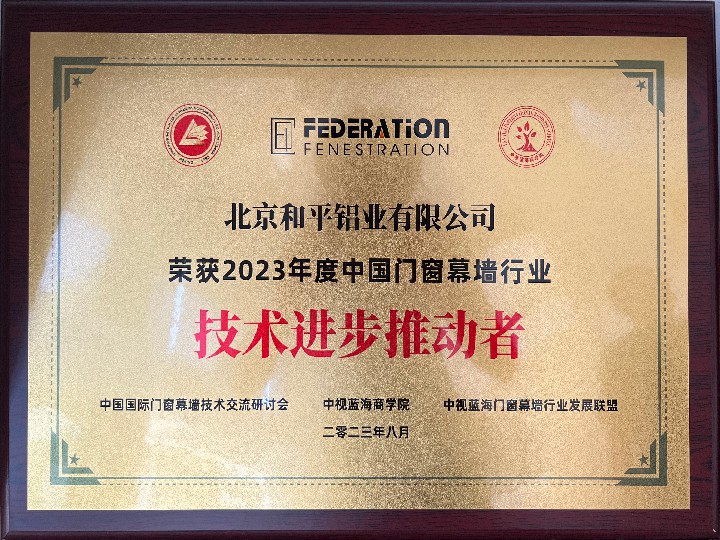 FEDERATiON
FENESTRATION
北京和平铝业有限公司
荣获2023年度中国门窗幕墙行业
技术进步推动者
中国国际门窗幕墙技术交流研讨会 中视蓝海商学院 中视蓝海门窗幕墙行业发展联盟
二零二三年八月